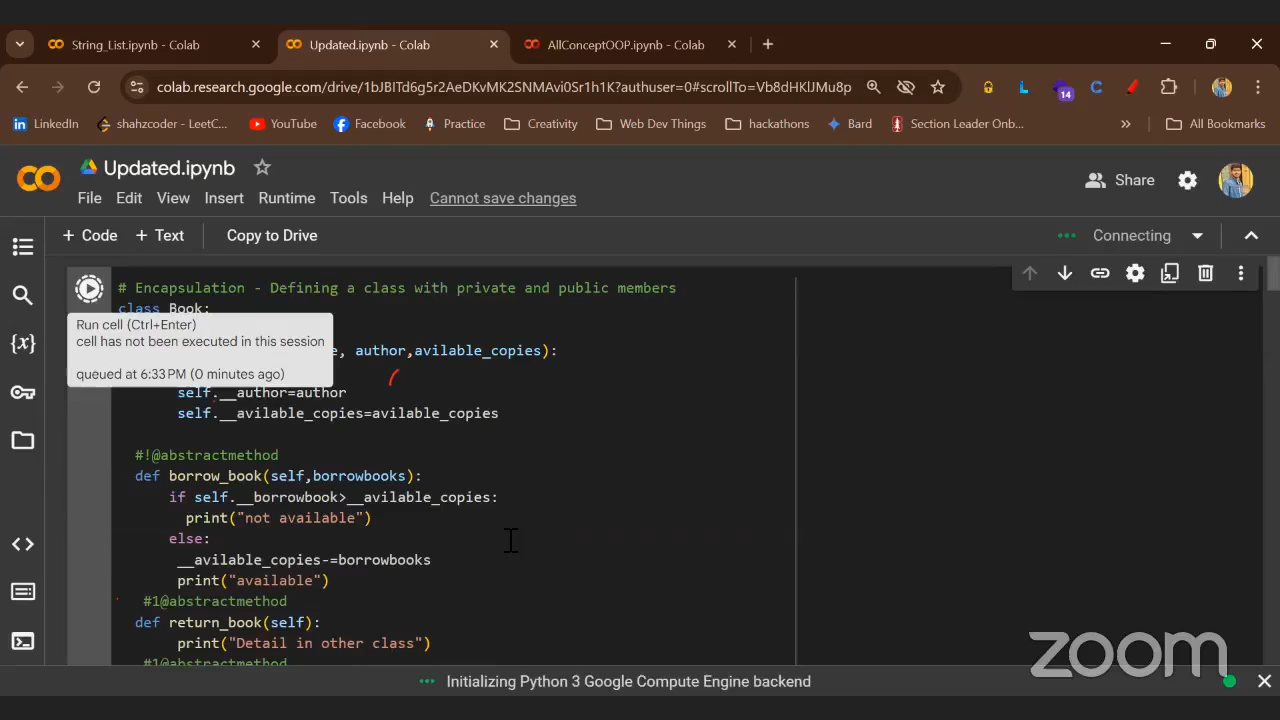 String_List.ipynb - Colab
Updated.ipynb - Colab
AllConceptOOP.ipynb - Colab
colab.research.google.com/drive/1bJBITd6g5r2AeDKvMK2SNMAvi0Sr1h1K?authuser=0#scrollTo=Vb8dHKlJMu8p
14
LinkedIn
shahzcoder - LeetC...
YouTube
Facebook
Practice
Creativity
Web Dev Things
hackathons
Bard
Section Leader Onb...
All Bookmarks
Updated.ipynb
File Edit View Insert Runtime Tools Help Cannot save changes
Share
+ Code + Text Copy to Drive
Connecting
# Encapsulation - Defining a class with private and public members
class Book:
Run cell (Ctrl+Enter)
cell has not been executed in this session
queued at 6:33 PM (0 minutes ago)
e, author,avilable_copies):
self.__author=author
self.__avilable_copies=avilable_copies
#!@abstractmethod
def borrow_book(self,borrowbooks):
if self.__borrowbook>__avilable_copies:
print("not available")
else:
__avilable_copies-=borrowbooks
print("available")
#1@abstractmethod
def return_book(self):
print("Detail in other class")
#1@abstractmethod
zoom
Initializing Python 3 Google Compute Engine backend